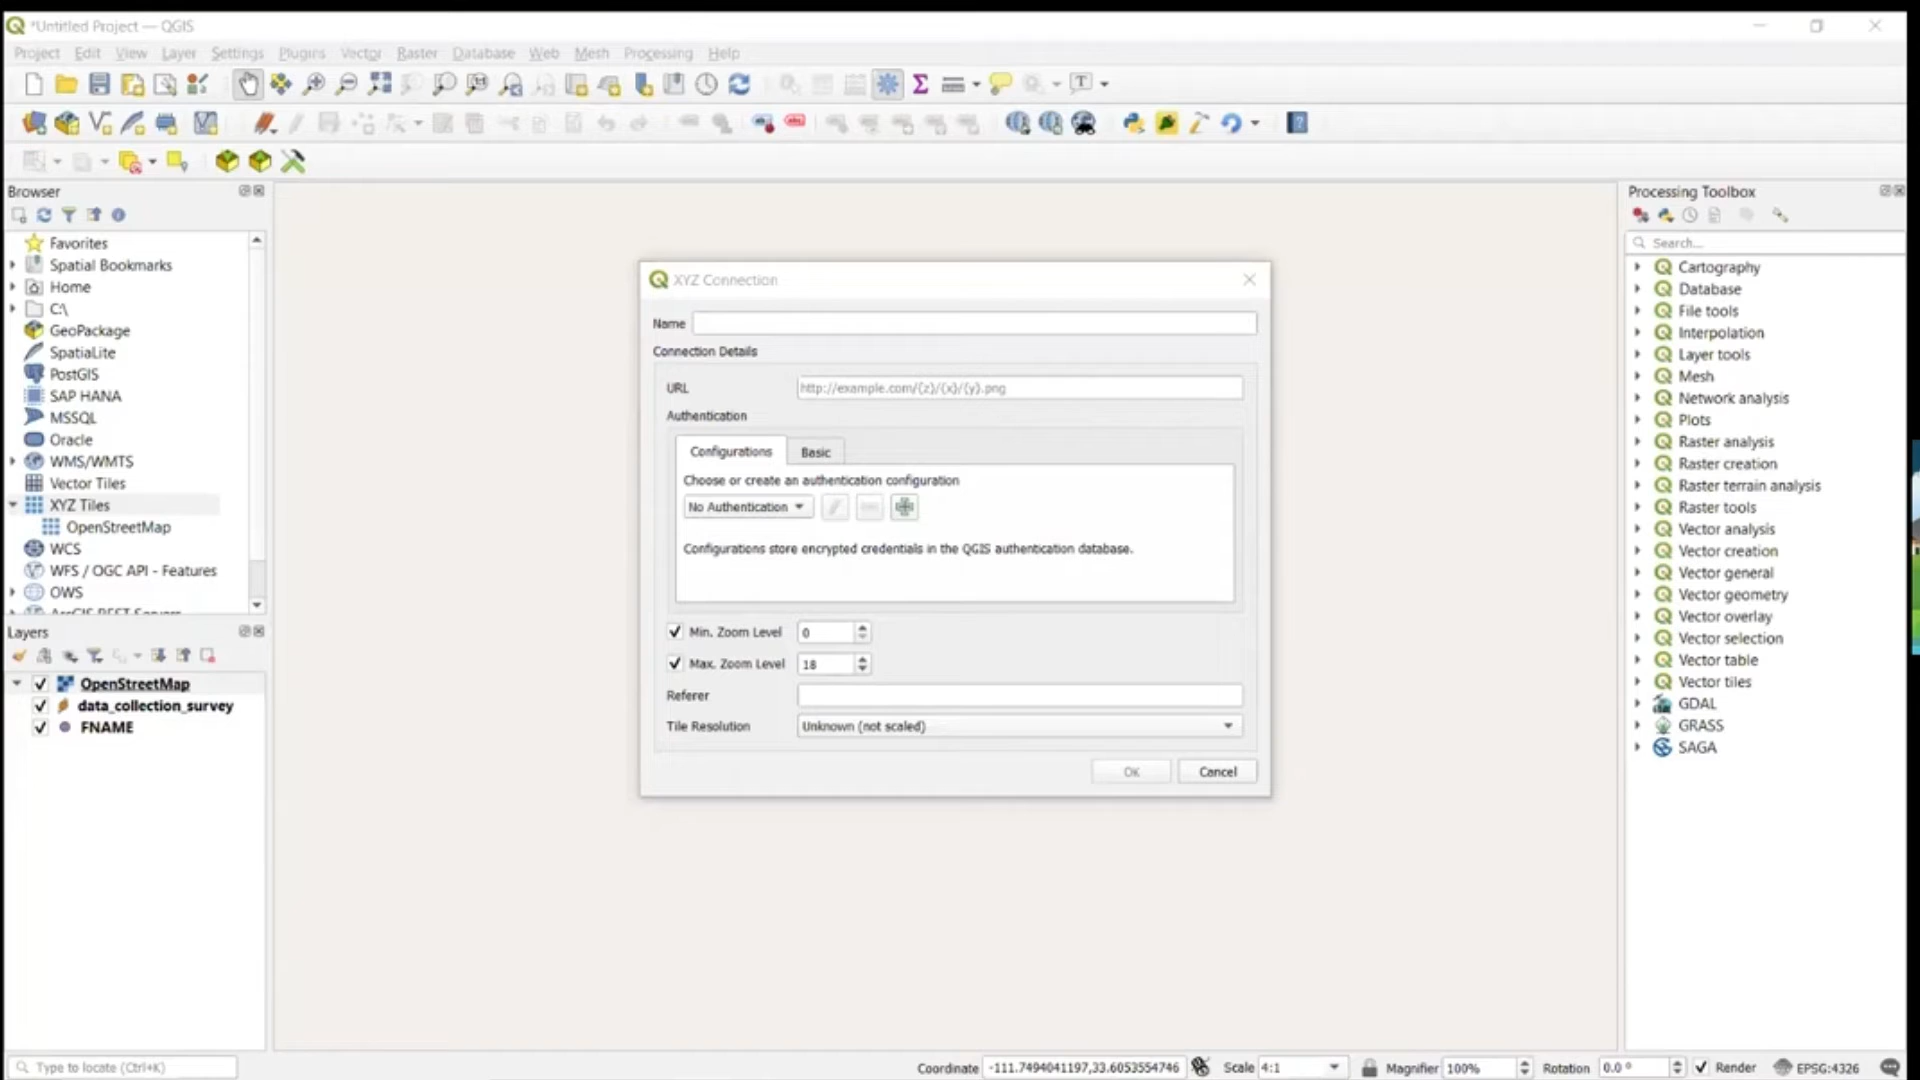 *Untitled Project — QGIS
Project Edit View Layer Settings Plugins Vector Raster Database Web Mesh Processing Help
Browser
Favorites
Spatial Bookmarks
Home
C:\
GeoPackage
SpatiaLite
PostGIS
SAP HANA
MSSQL
Oracle
WMS/WMTS
Vector Tiles
XYZ Tiles
OpenStreetMap
WCS
WFS / OGC API - Features
OWS
ArcGIS REST Servers
Layers
OpenStreetMap
data_collection_survey
FNAME
XYZ Connection
Name
Connection Details
URL http://example.com/{z}/{x}/{y}.png
Authentication
Configurations Basic
Choose or create an authentication configuration
No Authentication
Configurations store encrypted credentials in the QGIS authentication database.
Min. Zoom Level 0
Max. Zoom Level 18
Referer
Tile Resolution Unknown (not scaled)
OK Cancel
Processing Toolbox
Search...
Cartography
Database
File tools
Interpolation
Layer tools
Mesh
Network analysis
Plots
Raster analysis
Raster creation
Raster terrain analysis
Raster tools
Vector analysis
Vector creation
Vector general
Vector geometry
Vector overlay
Vector selection
Vector table
Vector tiles
GDAL
GRASS
SAGA
Type to locate (Ctrl+K) Coordinate -111.7494041197,33.6053554746 Scale 4:1 Magnifier 100% Rotation 0.0 ° Render EPSG:4326